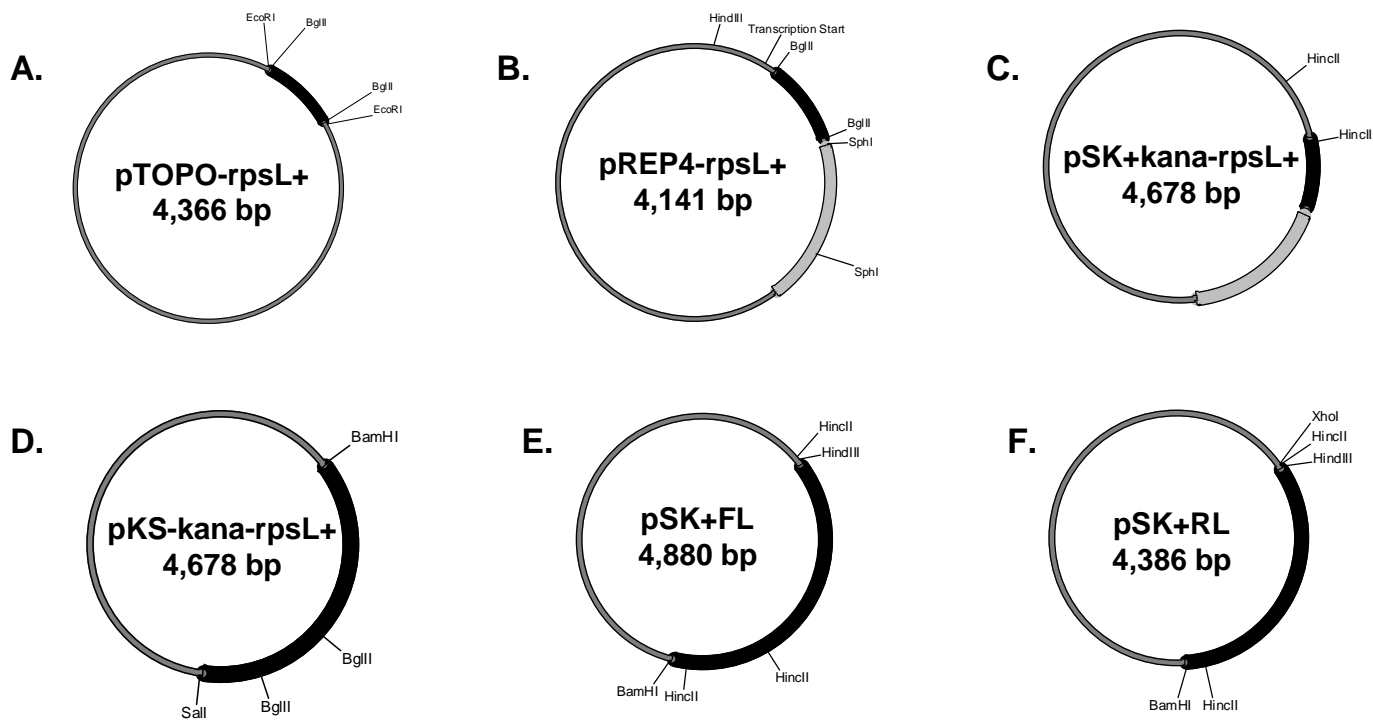 A.
EcoRI
BglII
BglII
EcoRI
pTOPO-rpsL+
4,366 bp
B.
HindIII
Transcription Start
BglII
BglII
SphI
pREP4-rpsL+
4,141 bp
SphI
C.
HincII
HincII
pSK+kana-rpsL+
4,678 bp
D.
BamHI
pKS-kana-rpsL+
4,678 bp
BglII
BglII
SalI
E.
HincII
HindIII
pSK+FL
4,880 bp
HincII
BamHI
HincII
F.
XhoI
HincII
HindIII
pSK+RL
4,386 bp
BamHI
HincII